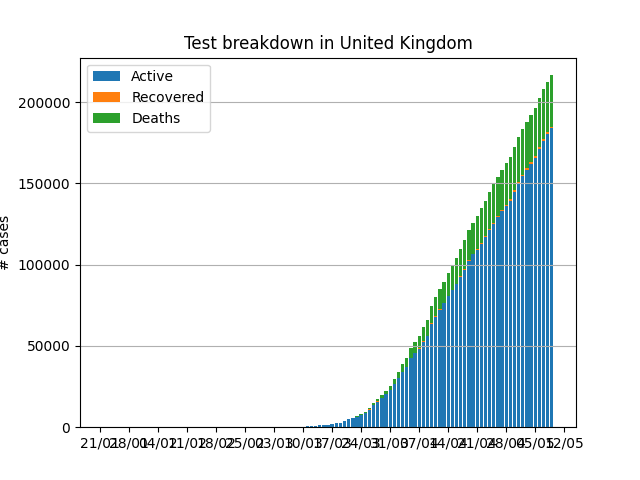 Test breakdown in United Kingdom
Active
Recovered
Deaths
# cases
200000
150000
100000
50000
0
21/01 28/01 04/02 11/02 18/02 25/02 03/03 10/03 17/03 24/03 31/03 07/04 14/04 21/04 28/04 05/05 12/05